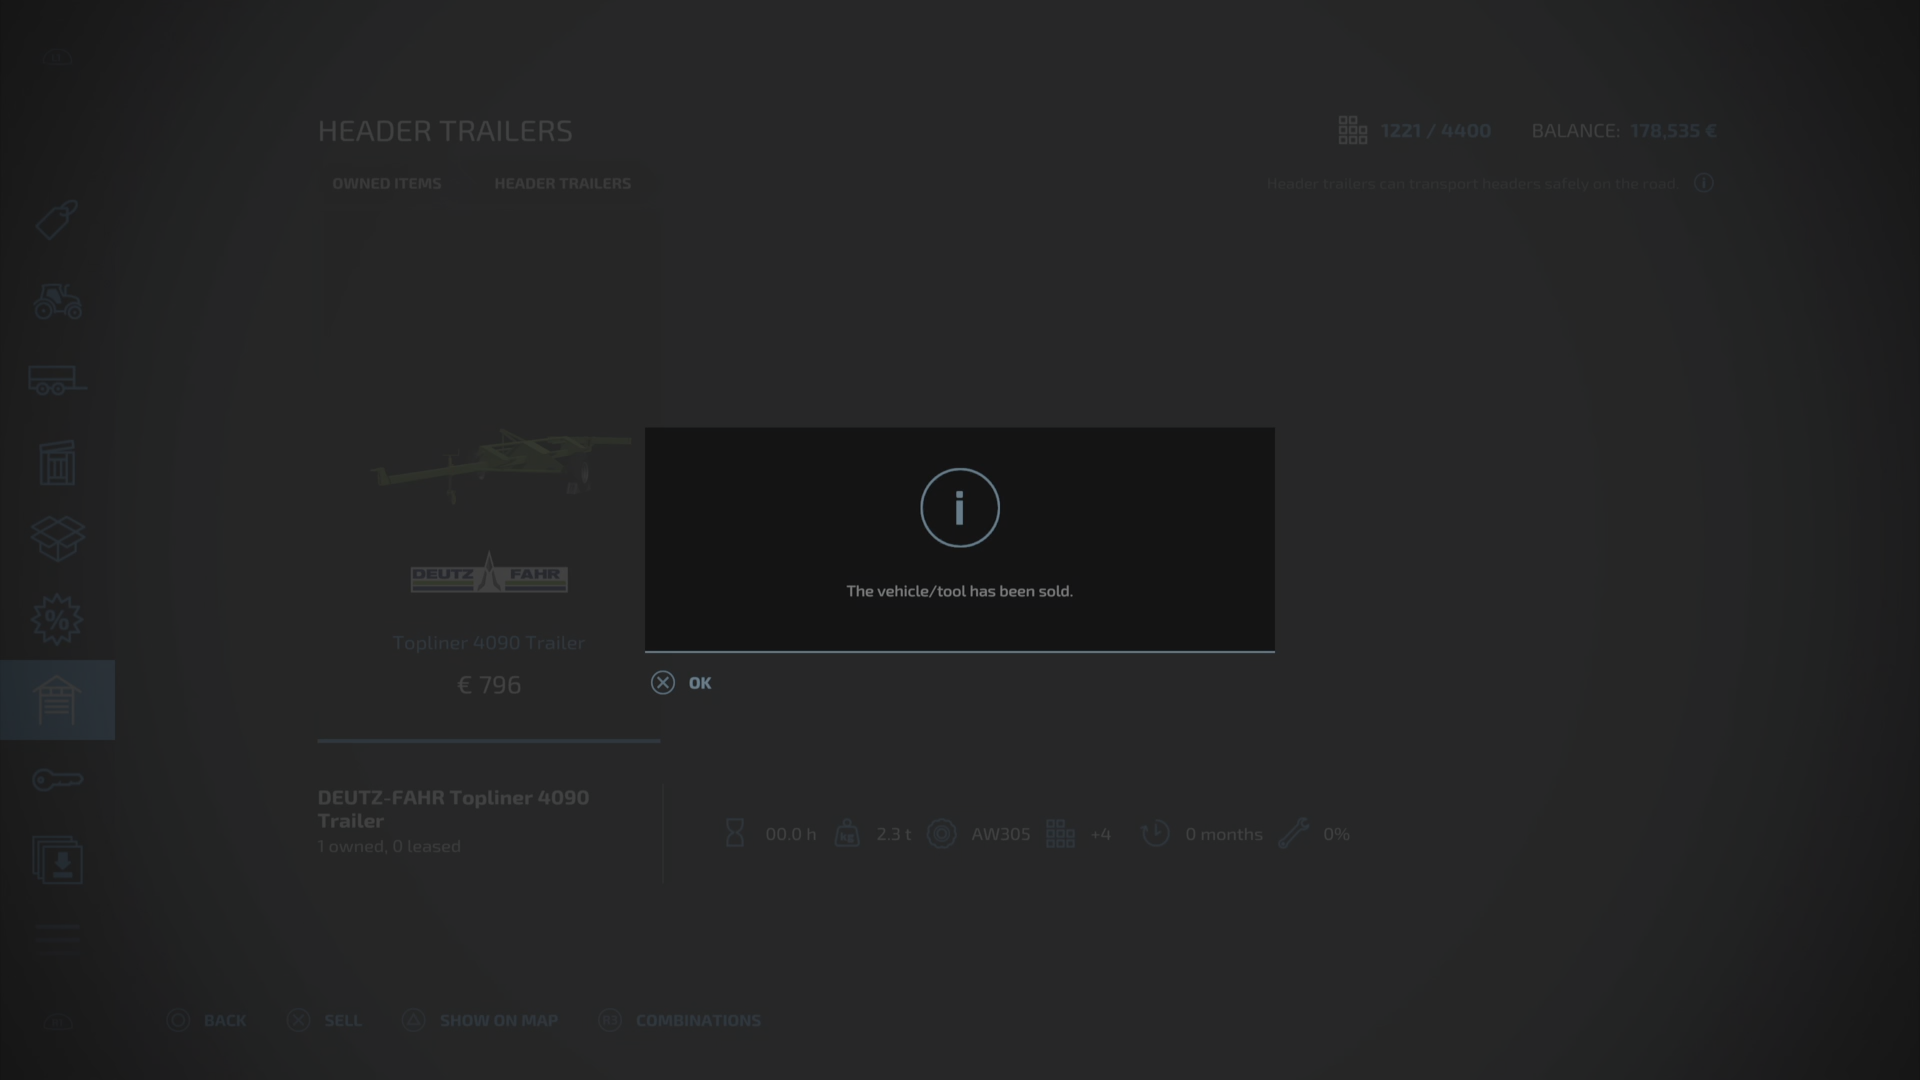 HEADER TRAILERS
1221 / 4400
BALANCE: 178,535 €
OWNED ITEMS
HEADER TRAILERS
Header trailers can transport headers safely on the road.
DEUTZ FAHR
Topliner 4090 Trailer
€ 796
The vehicle/tool has been sold.
OK
DEUTZ-FAHR Topliner 4090
Trailer
1 owned, 0 leased
00.0 h
kg
2.3 t
AW305
+4
0 months
0%
BACK
SELL
SHOW ON MAP
R3
COMBINATIONS